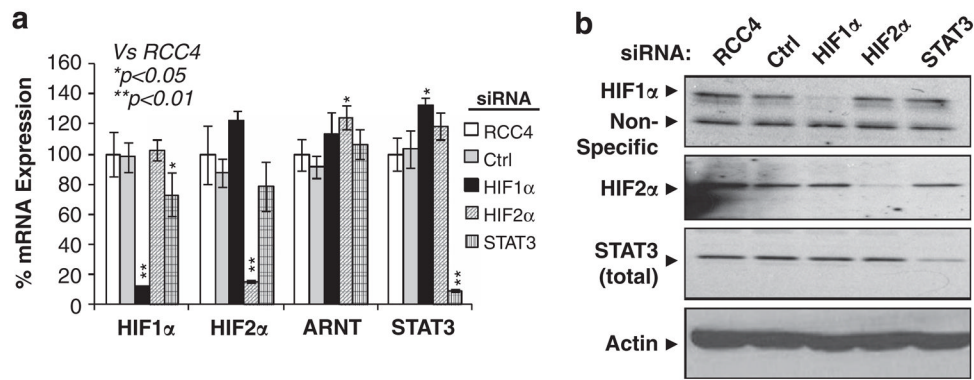 a
Vs RCC4
*p<0.05
**p<0.01
% mRNA Expression
160
140
120
100
80
60
40
20
0
*
**
**
*
*
**
HIF1α
HIF2α
ARNT
STAT3
siRNA
RCC4
Ctrl
HIF1α
HIF2α
STAT3
b
siRNA:
RCC4
Ctrl
HIF1α
HIF2α
STAT3
HIF1α
Non-
Specific
HIF2α
STAT3
(total)
Actin